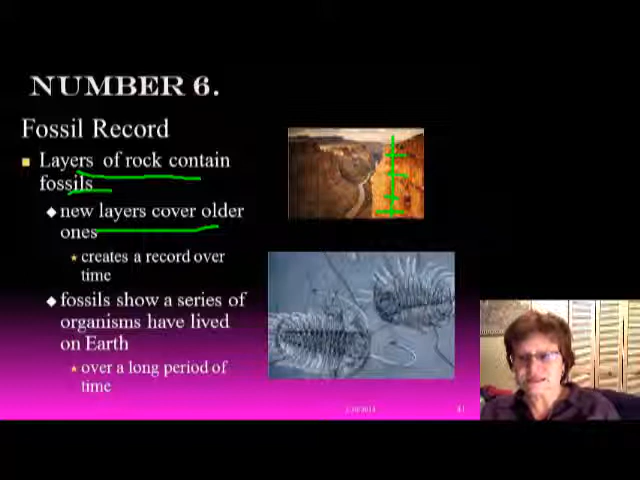 NUMBER 6.
Fossil Record
Layers of rock contain
fossils
new layers cover older
ones
creates a record over
time
fossils show a series of
organisms have lived
on Earth
over a long period of
time